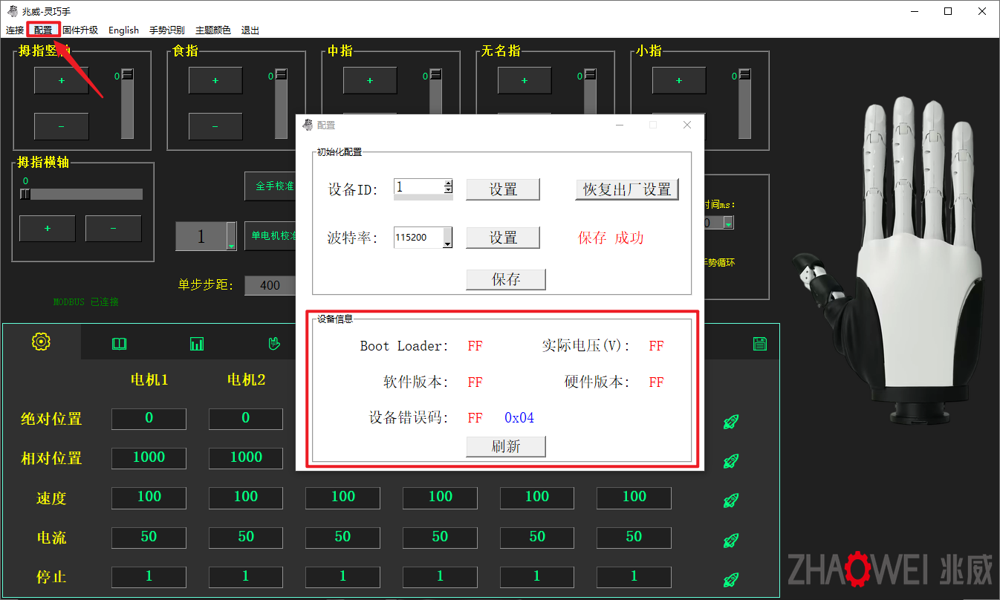 兆威-灵巧手
连接 配置 固件升级 English 手势识别 主题颜色 退出
拇指竖轴 食指 中指 无名指 小指
+ 0 + 0 + 0 + 0 + 0
− −
拇指横轴
0
+ −
全手校准
1 单电机校准
单步步距: 400
MODBUS 已连接
时间ms:
0
手势循环
配置
初始化配置
设备ID: 1 设置 恢复出厂设置
波特率: 115200 设置 保存 成功
保存
设备信息
Boot Loader: FF 实际电压(V): FF
软件版本: FF 硬件版本: FF
设备错误码: FF 0x04
刷新
电机1 电机2
绝对位置 0 0
相对位置 1000 1000
速度 100 100 100 100 100 100
电流 50 50 50 50 50 50
停止 1 1 1 1 1 1
ZHAOWEI 兆威